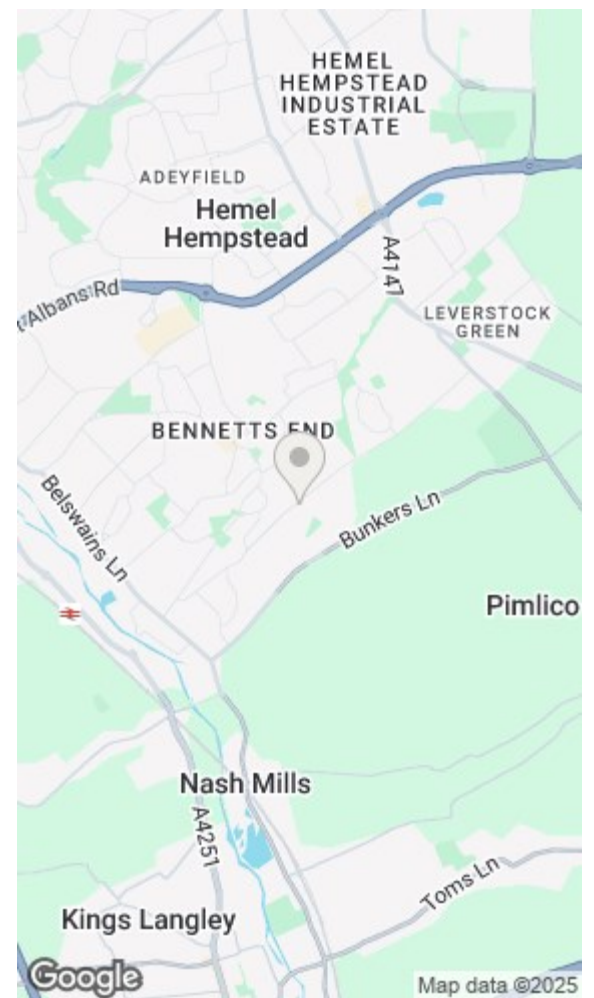 HEMEL
HEMPSTEAD
INDUSTRIAL
ESTATE
ADEYFIELD
Hemel
Hempstead
A4147
t Albans Rd
LEVERSTOCK
GREEN
BENNETTS END
Belswains Ln
Bunkers Ln
Pimlico
Nash Mills
A4251
Toms Ln
Kings Langley
Google
Map data ©2025